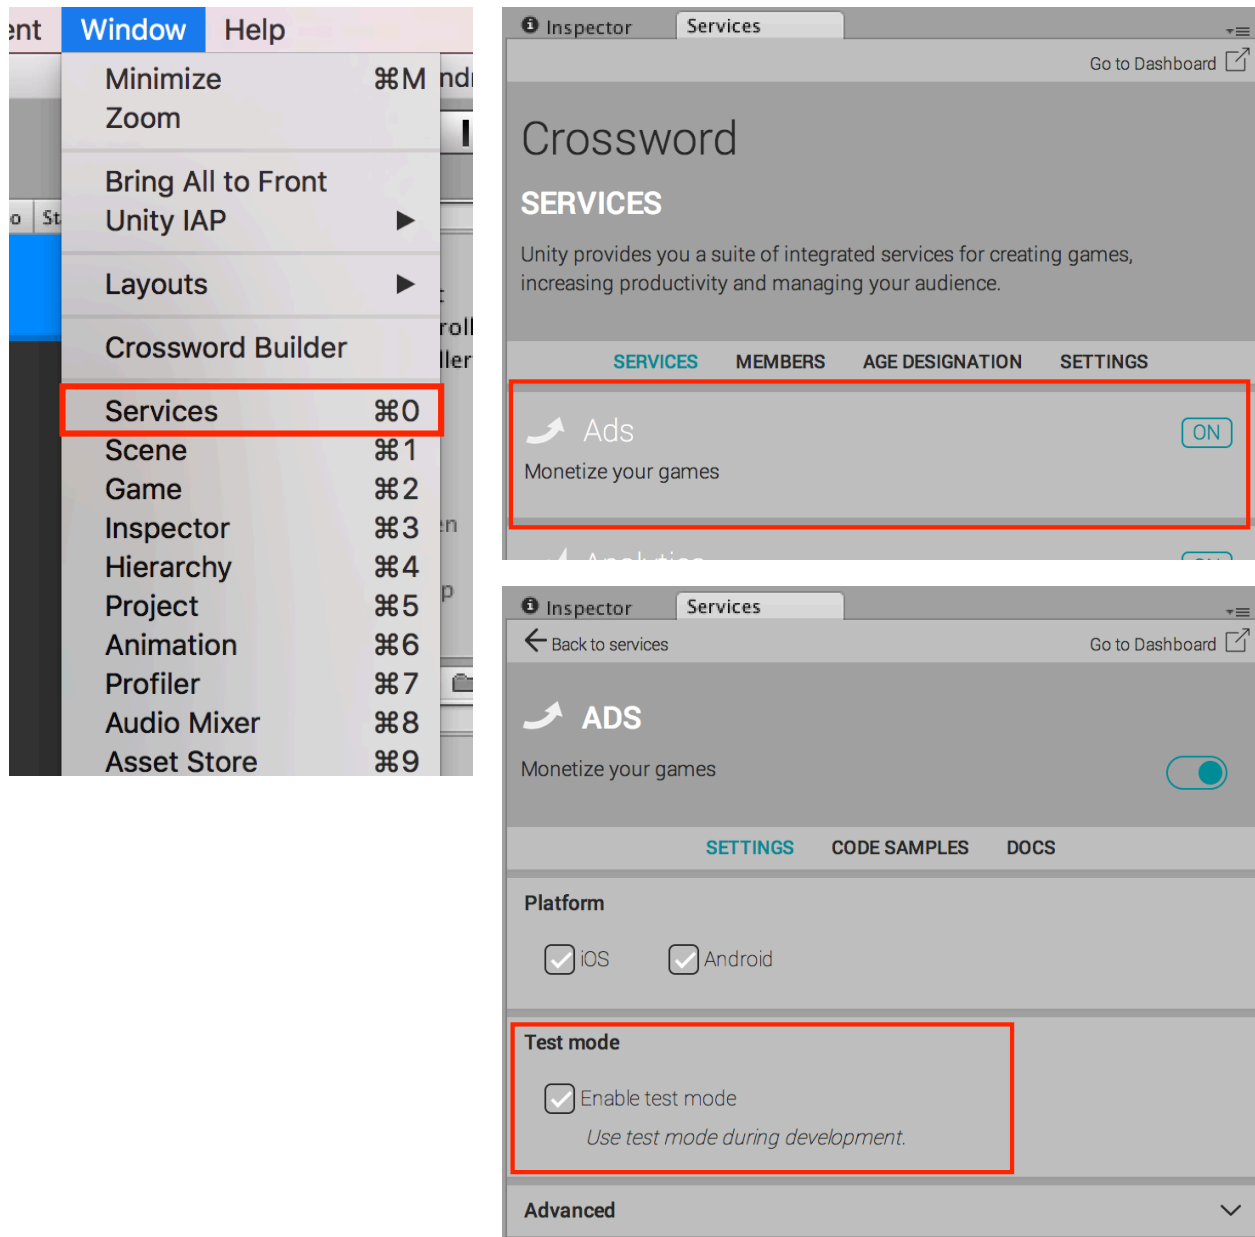 Window Help
Minimize ⌘M
Zoom
Bring All to Front
Unity IAP ▶
Layouts ▶
Crossword Builder
Services ⌘0
Scene ⌘1
Game ⌘2
Inspector ⌘3
Hierarchy ⌘4
Project ⌘5
Animation ⌘6
Profiler ⌘7
Audio Mixer ⌘8
Asset Store ⌘9
Inspector Services
Go to Dashboard
Crossword
SERVICES
Unity provides you a suite of integrated services for creating games,
increasing productivity and managing your audience.
SERVICES MEMBERS AGE DESIGNATION SETTINGS
Ads ON
Monetize your games
Analytics ON
Inspector Services
Back to services Go to Dashboard
ADS
Monetize your games
SETTINGS CODE SAMPLES DOCS
Platform
iOS Android
Test mode
Enable test mode
Use test mode during development.
Advanced